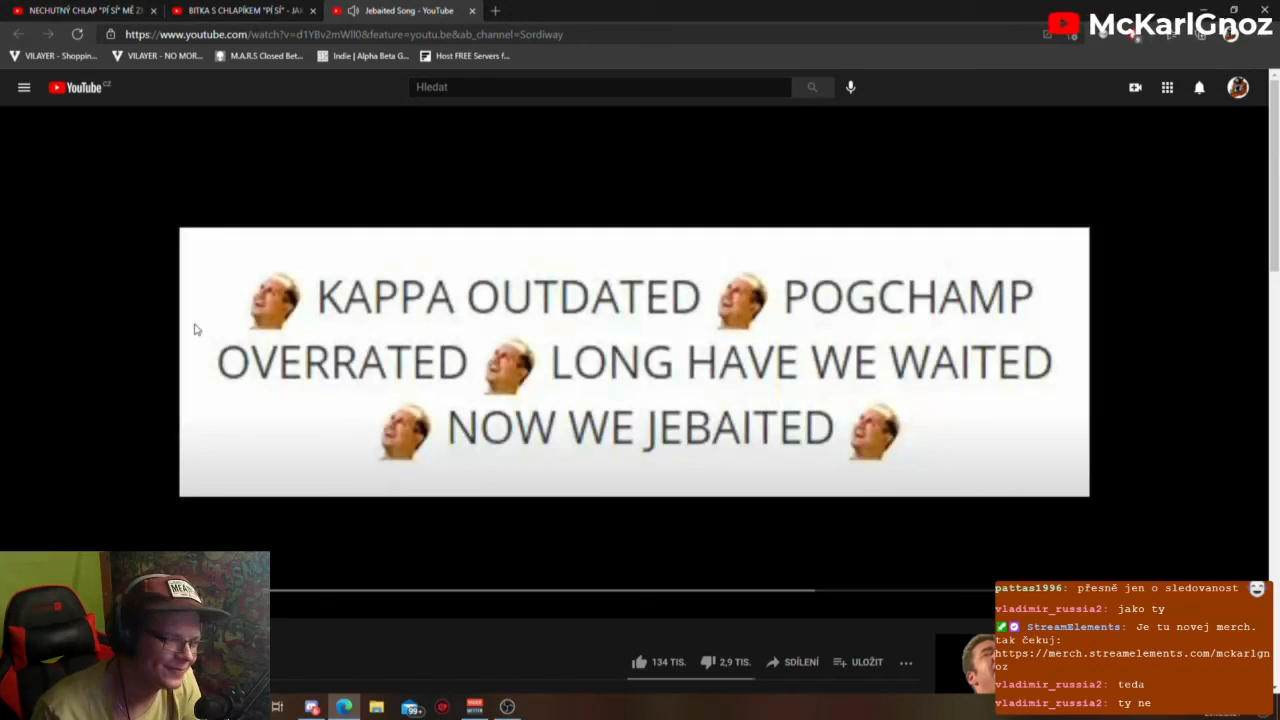 NECHUTNÝ CHLAP "PÍ SÍ" MĚ Z
BITKA S CHLAPÍKEM "PÍ SÍ" - JA
Jebaited Song - YouTube
McKarlGnoz
https://www.youtube.com/watch?v=d1YBv2mWll0&feature=youtu.be&ab_channel=Sordiway
VILAYER - Shoppin...
VILAYER - NO MOR...
M.A.R.S Closed Bet...
Indie | Alpha Beta G...
Host FREE Servers f...
YouTube CZ
Hledat
KAPPA OUTDATED POGCHAMP
OVERRATED LONG HAVE WE WAITED
NOW WE JEBAITED
134 TIS. 2,9 TIS. SDÍLENÍ ULOŽIT
99+
pattas1996: přesně jen o sledovanost
vladimir_russia2: jako ty
StreamElements: Je tu novej merch.
tak čekuj:
https://merch.streamelements.com/mckarlgn
oz
vladimir_russia2: teda
vladimir_russia2: ty ne